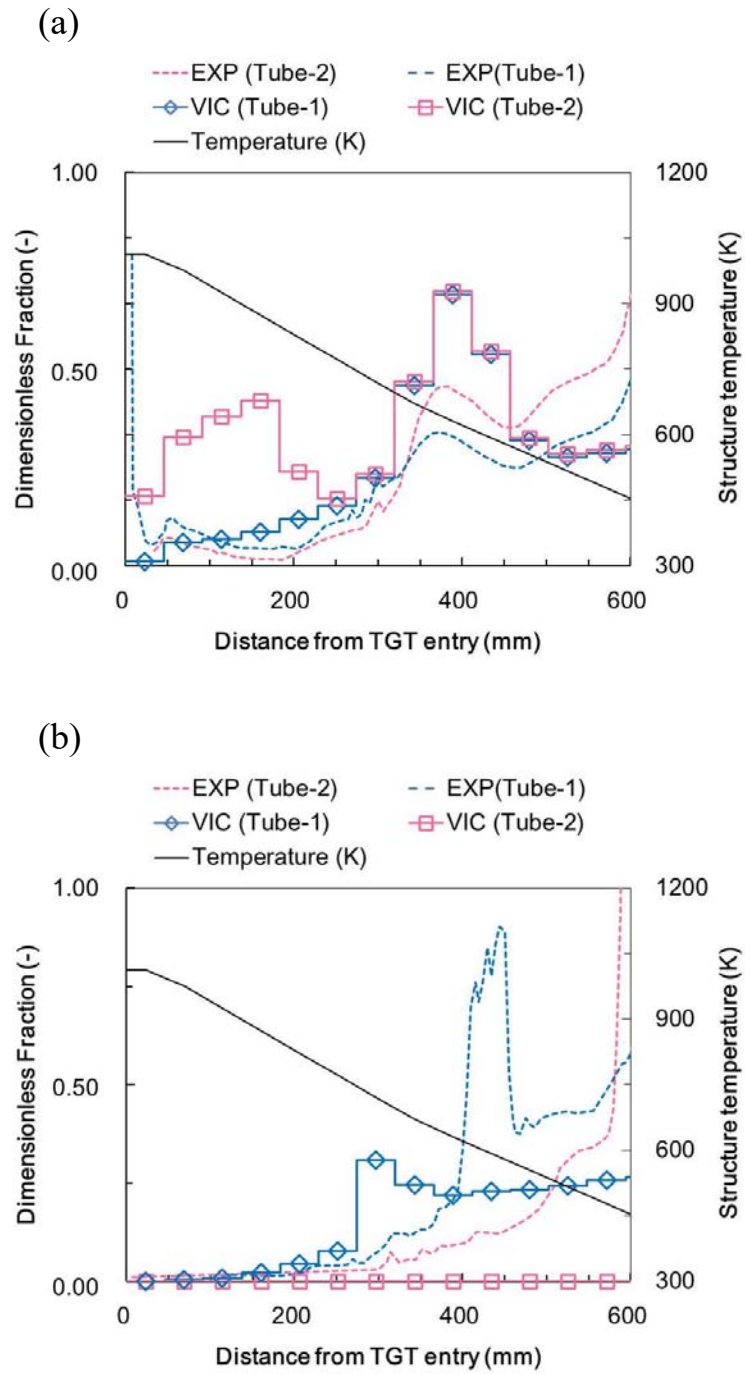 (a)
EXP (Tube-2) EXP(Tube-1)
VIC (Tube-1) VIC (Tube-2)
Temperature (K)
1.00 1200
900
0.50
600
0.00 300
0 200 400 600
Dimensionless Fraction (-)
Structure temperature (K)
Distance from TGT entry (mm)
(b)
EXP (Tube-2) EXP(Tube-1)
VIC (Tube-1) VIC (Tube-2)
Temperature (K)
1.00 1200
900
0.50
600
0.00 300
0 200 400 600
Dimensionless Fraction (-)
Structure temperature (K)
Distance from TGT entry (mm)